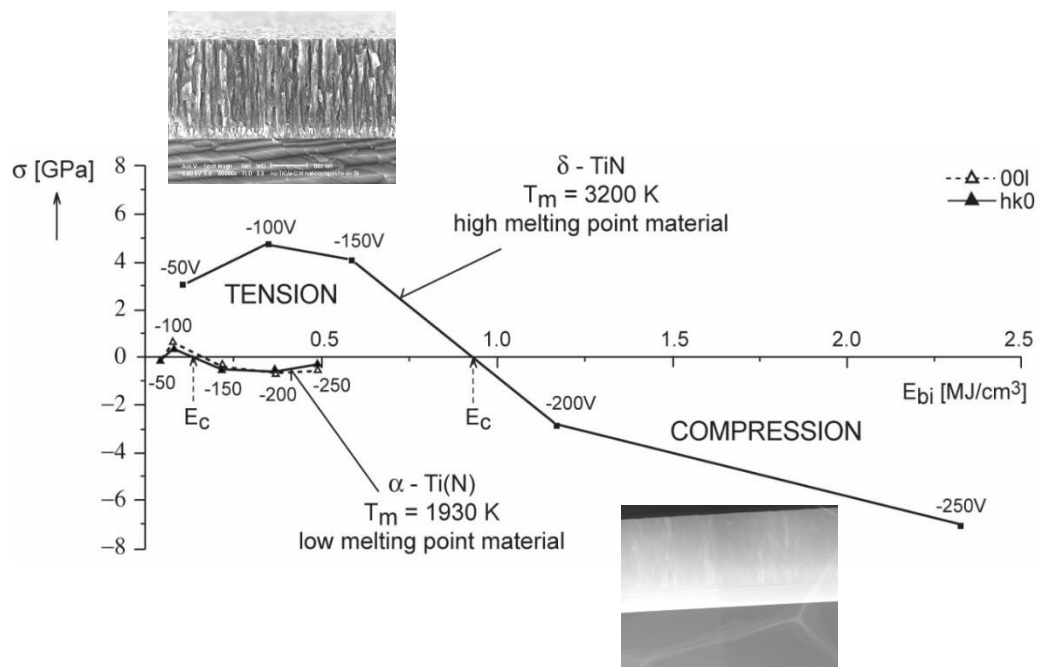 σ [GPa]
8
6
4
2
0
−2
−4
−6
−8
0.5
1.0
1.5
2.0
2.5
E_bi [MJ/cm³]
δ - TiN
T_m = 3200 K
high melting point material
00l
hk0
-50V
-100V
-150V
TENSION
-100
-50
-150
-200
-250
E_c
E_c
-200V
COMPRESSION
-250V
α - Ti(N)
T_m = 1930 K
low melting point material